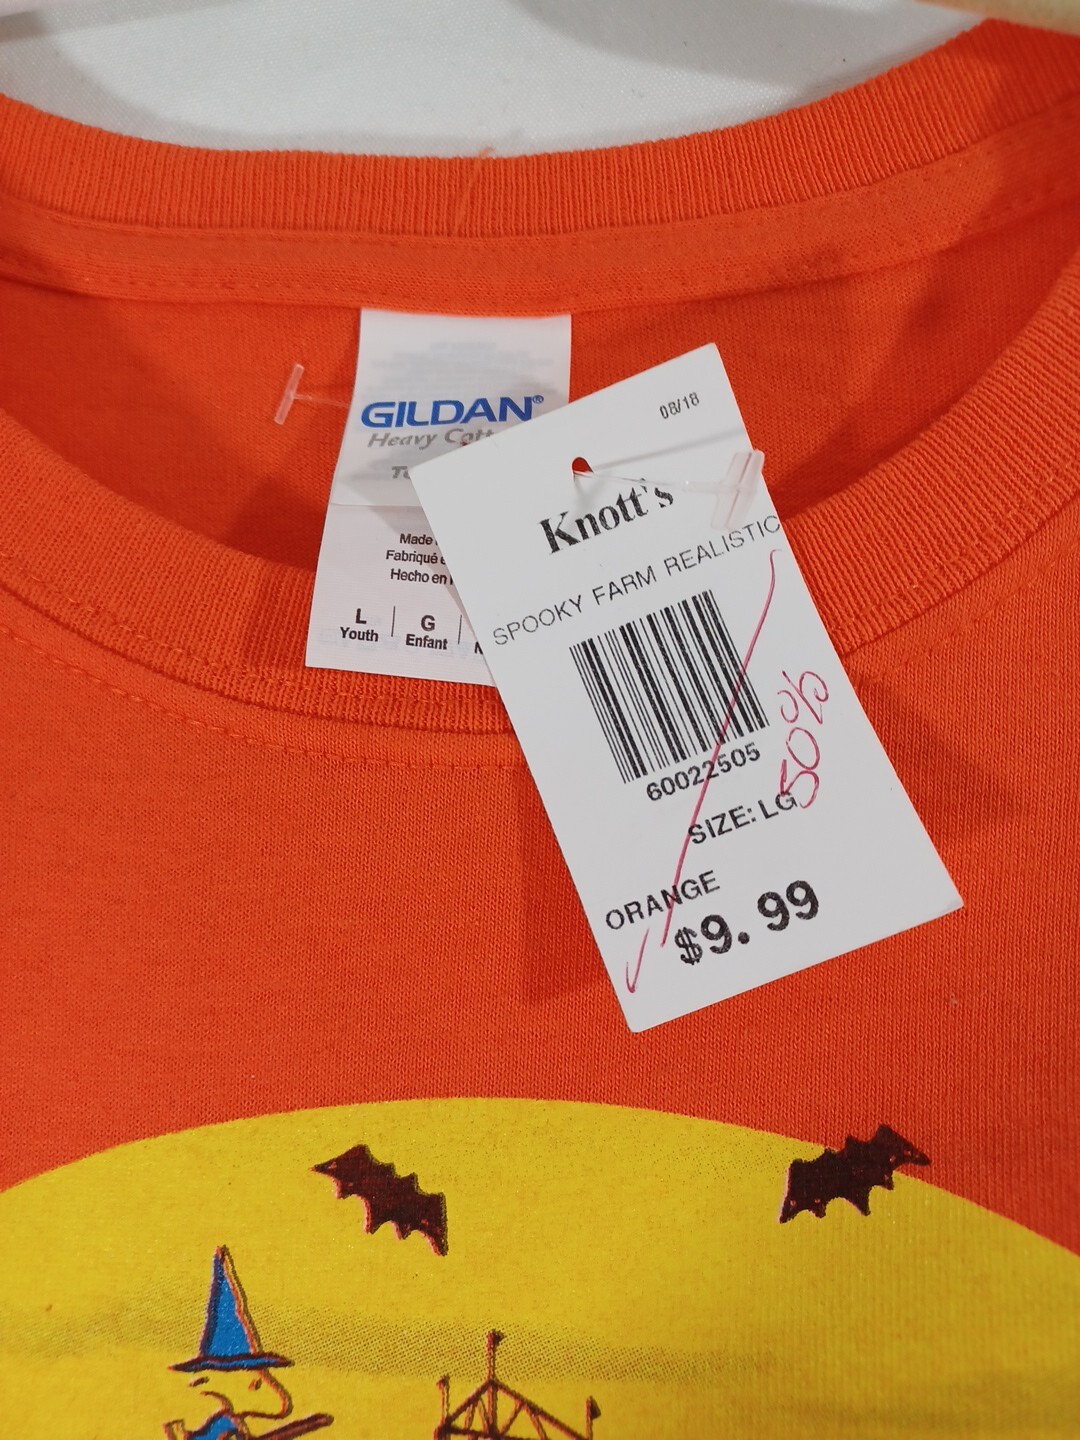 GILDAN®
Heavy
Made
Fabriqué
Hecho en
L
Youth
G
Enfant
08/18
Knott's
SPOOKY FARM REALISTIC
60022505
50%
SIZE: LG
ORANGE
$9.99